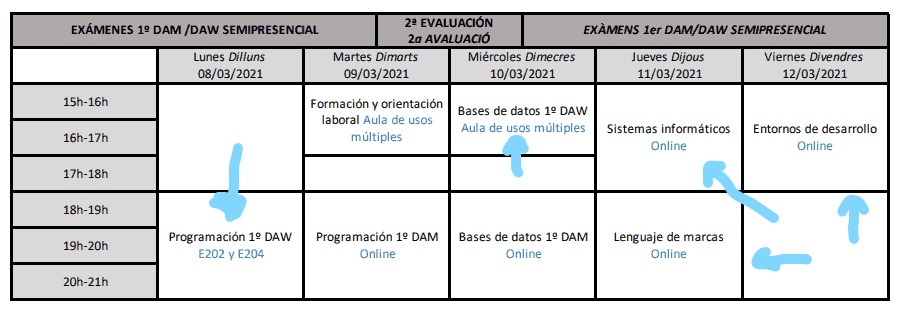 EXÁMENES 1º DAM /DAW SEMIPRESENCIAL
2ª EVALUACIÓN
2a AVALUACIÓ
EXÀMENS 1er DAM/DAW SEMIPRESENCIAL
Lunes Dilluns
08/03/2021
Martes Dimarts
09/03/2021
Miércoles Dimecres
10/03/2021
Jueves Dijous
11/03/2021
Viernes Divendres
12/03/2021
15h-16h
16h-17h
17h-18h
Formación y orientación
laboral Aula de usos
múltiples
Bases de datos 1º DAW
Aula de usos múltiples
Sistemas informáticos
Online
Entornos de desarrollo
Online
18h-19h
19h-20h
20h-21h
Programación 1º DAW
E202 y E204
Programación 1º DAM
Online
Bases de datos 1º DAM
Online
Lenguaje de marcas
Online